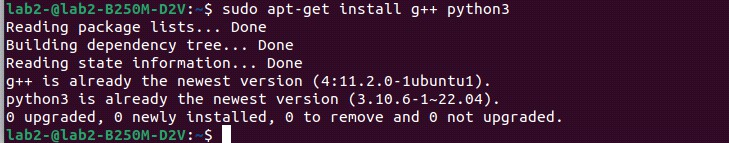 lab2-@lab2-B250M-D2V:~$ sudo apt-get install g++ python3
Reading package lists... Done
Building dependency tree... Done
Reading state information... Done
g++ is already the newest version (4:11.2.0-1ubuntu1).
python3 is already the newest version (3.10.6-1~22.04).
0 upgraded, 0 newly installed, 0 to remove and 0 not upgraded.
lab2-@lab2-B250M-D2V:~$